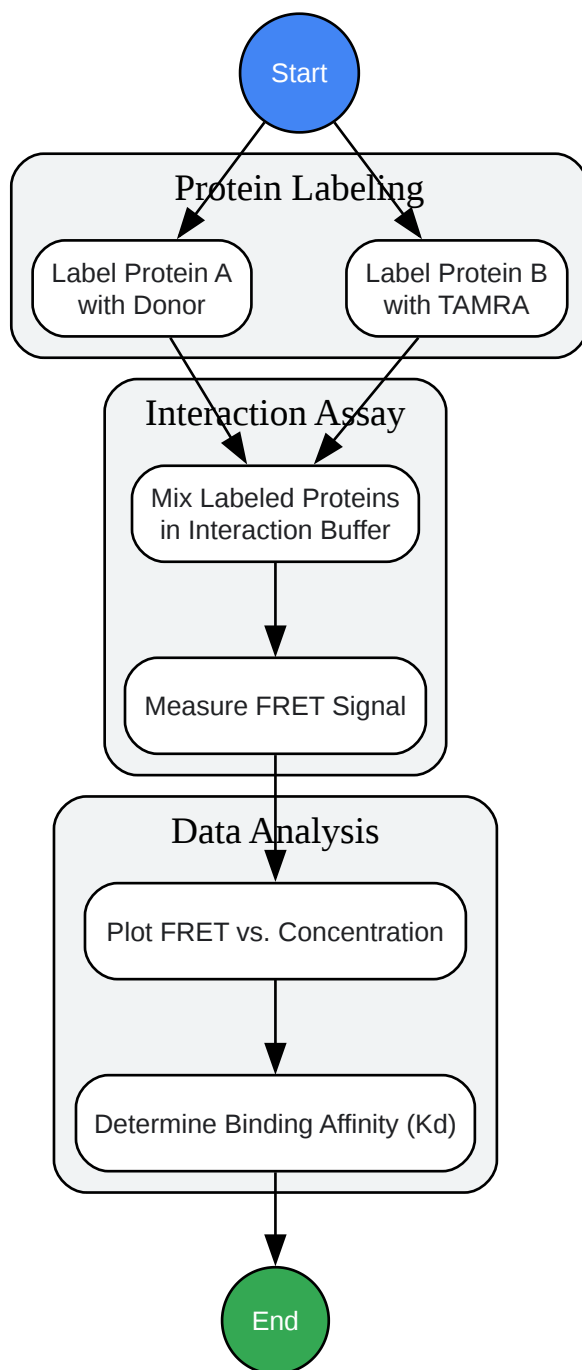 Start
Protein Labeling
Label Protein A
with Donor
Label Protein B
with TAMRA
Interaction Assay
Mix Labeled Proteins
in Interaction Buffer
Measure FRET Signal
Data Analysis
Plot FRET vs. Concentration
Determine Binding Affinity (Kd)
End